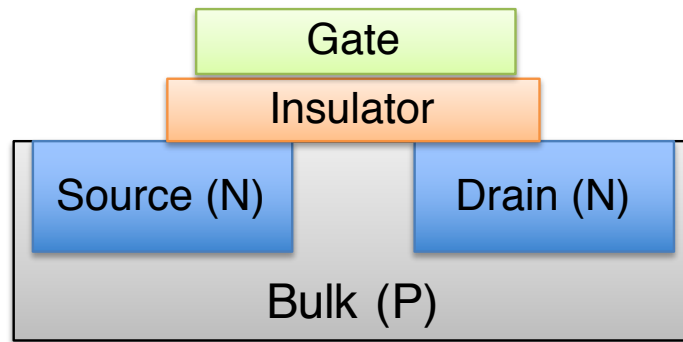 Gate
Insulator
Source (N)
Drain (N)
Bulk (P)